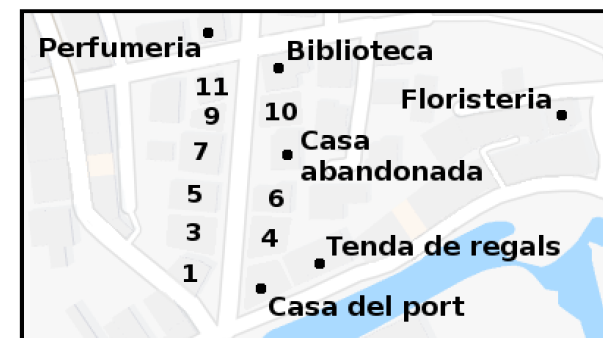 Perfumeria
Biblioteca
11
Floristeria
9
10
Casa
abandonada
7
5
6
3
4
Tenda de regals
1
Casa del port